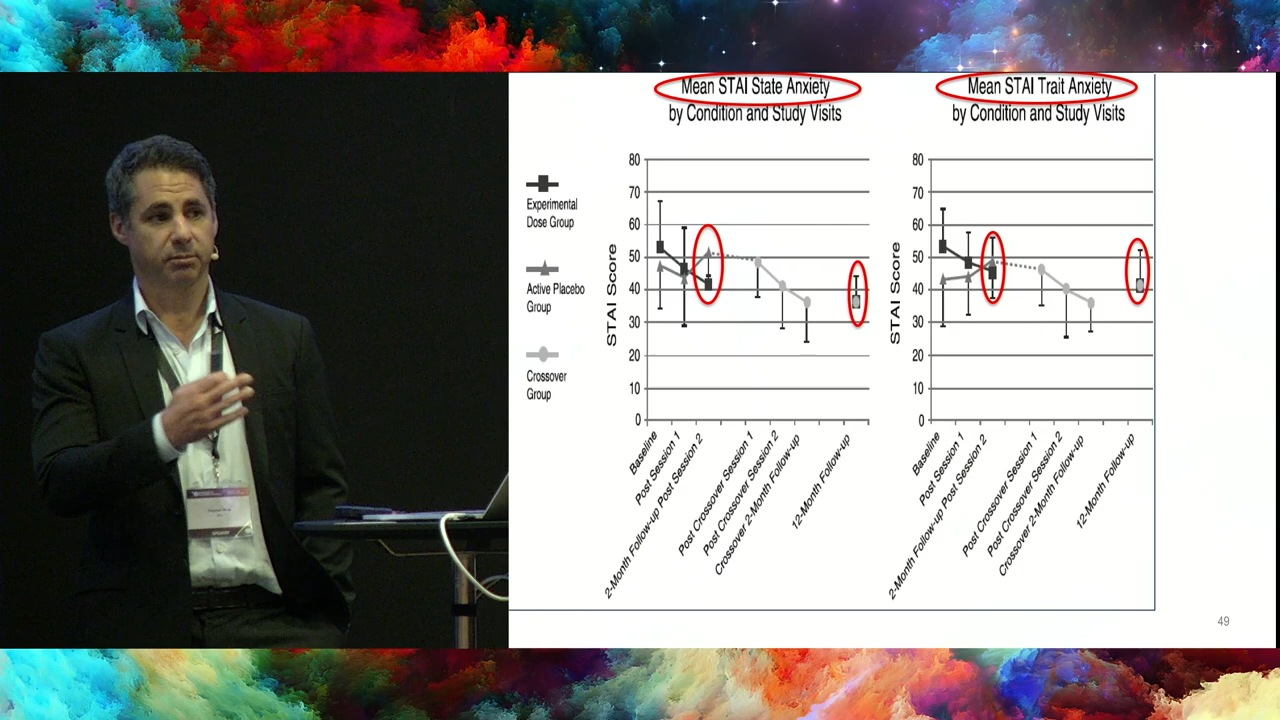 Mean STAI State Anxiety
by Condition and Study Visits
Mean STAI Trait Anxiety
by Condition and Study Visits
Experimental
Dose Group
Active Placebo
Group
Crossover
Group
STAI Score
80
70
60
50
40
30
20
10
0
Baseline
Post Session 1
2-Month Follow-up Post Session 2
Post Crossover Session 1
Post Crossover Session 2
Crossover 2-Month Follow-up
12-Month Follow-up
STAI Score
80
70
60
50
40
30
20
10
0
Baseline
Post Session 1
2-Month Follow-up Post Session 2
Post Crossover Session 1
Post Crossover Session 2
Crossover 2-Month Follow-up
12-Month Follow-up
49